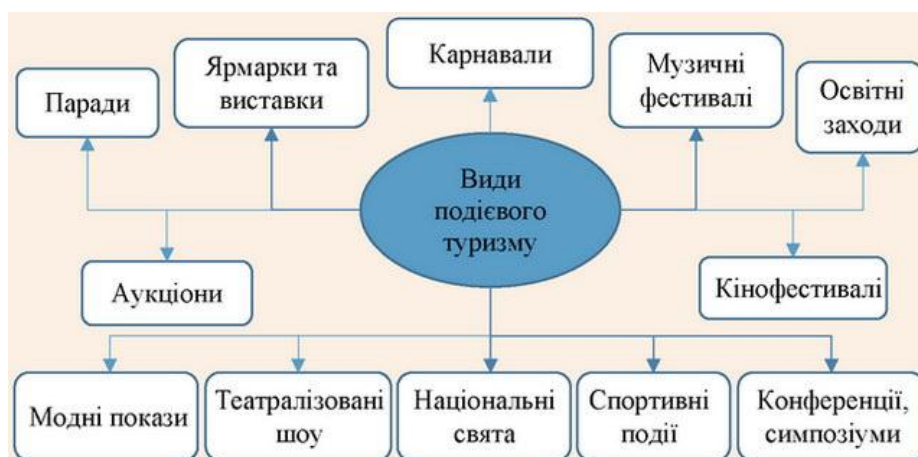 Паради
Ярмарки та
виставки
Карнавали
Музичні
фестивалі
Освітні
заходи
Види
подієвого
туризму
Аукціони
Кінофестивалі
Модні покази
Театралізовані
шоу
Національні
свята
Спортивні
події
Конференції,
симпозіуми